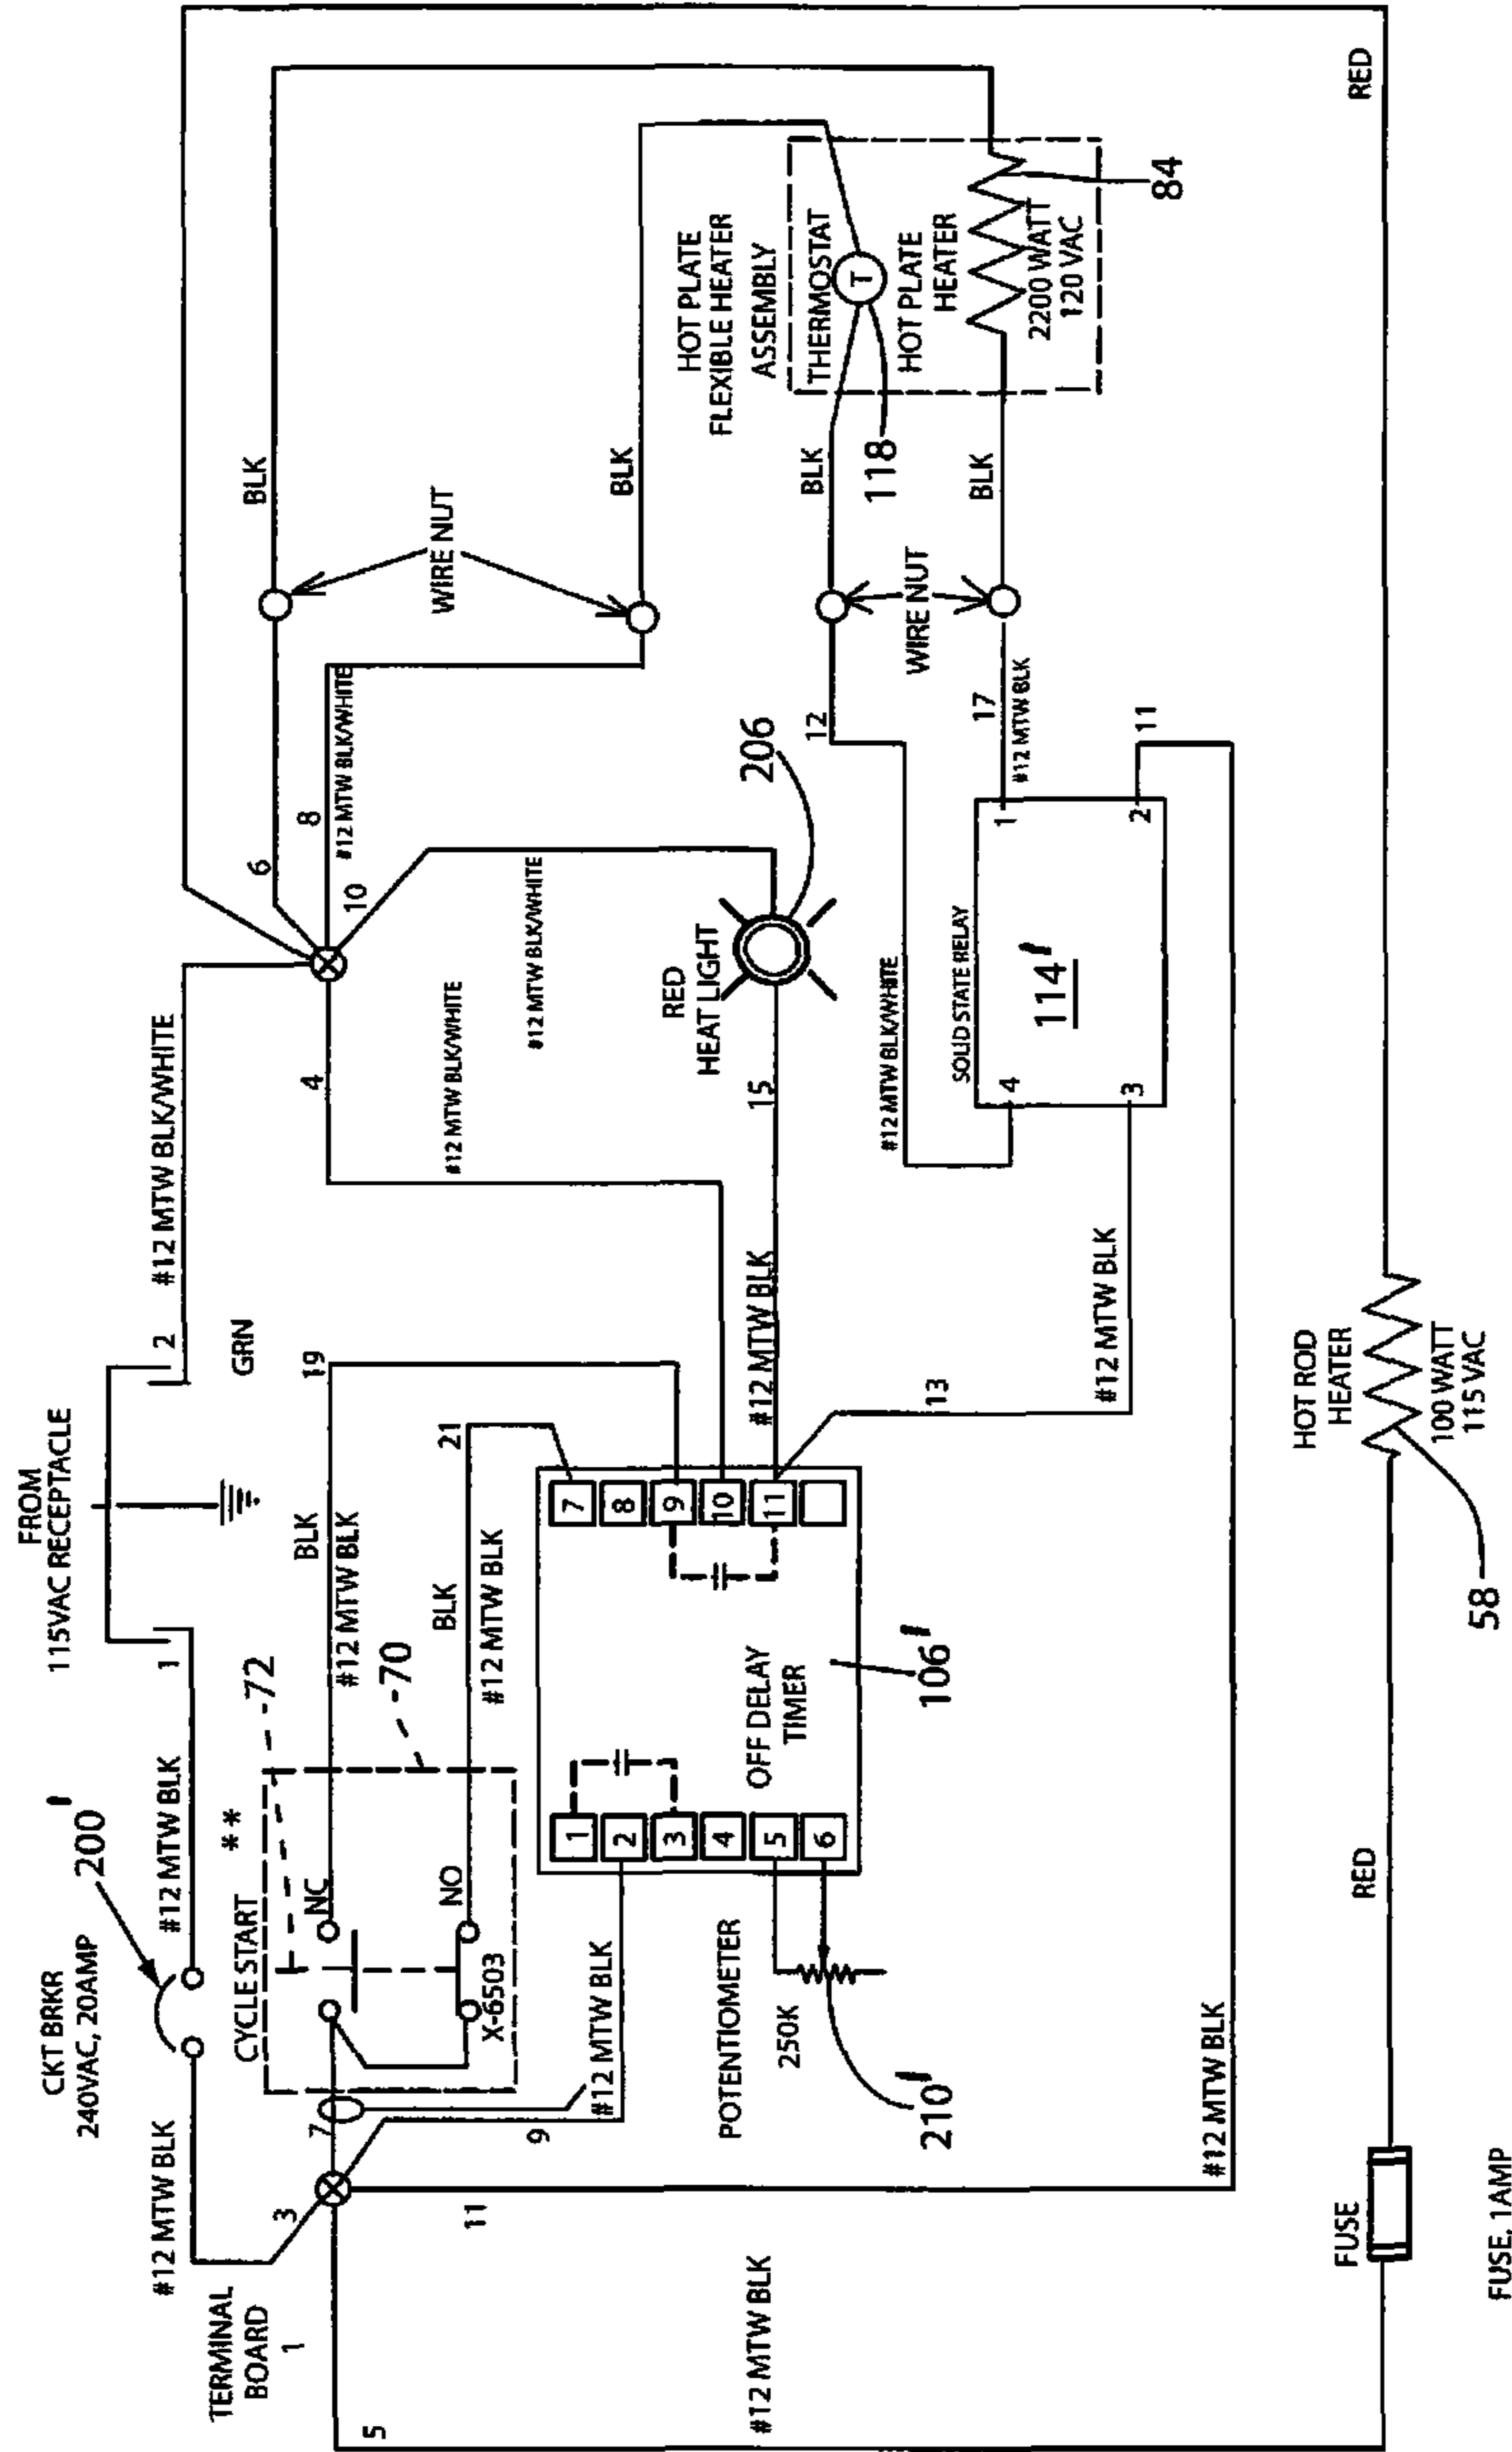 FROM
115VAC RECEPTACLE
CKT BRKR
240VAC, 20AMP
200'
#12 MTW BLK
#12 MTW BLK
1
2
GRN
#12 MTW BLK/WHITE
TERMINAL
BOARD
1
3
5
7
9
11
CYCLE START
**
72
70
NC
NO
X-6503
#12 MTW BLK
BLK
#12 MTW BLK
19
BLK
#12 MTW BLK
21
4
#12 MTW BLK/WHITE
6
8
#12 MTW BLK/WHITE
10
#12 MTW BLK/WHITE
BLK
WIRE NUT
BLK
HOT PLATE
FLEXIBLE HEATER
ASSEMBLY
THERMOSTAT
T
HOT PLATE
HEATER
2200 WATT
120 VAC
84
118
BLK
BLK
WIRE NUT
12
17
#12 MTW BLK
11
RED
HEAT LIGHT
206
15
#12 MTW BLK
#12 MTW BLK/WHITE
SOLID STATE RELAY
114'
1
2
3
4
13
#12 MTW BLK
1
2
3
4
5
6
7
8
9
10
11
OFF DELAY
TIMER
106'
POTENTIOMETER
250K
210'
#12 MTW BLK
#12 MTW BLK
FUSE
FUSE, 1AMP
RED
HOT ROD
HEATER
100 WATT
115 VAC
58
RED